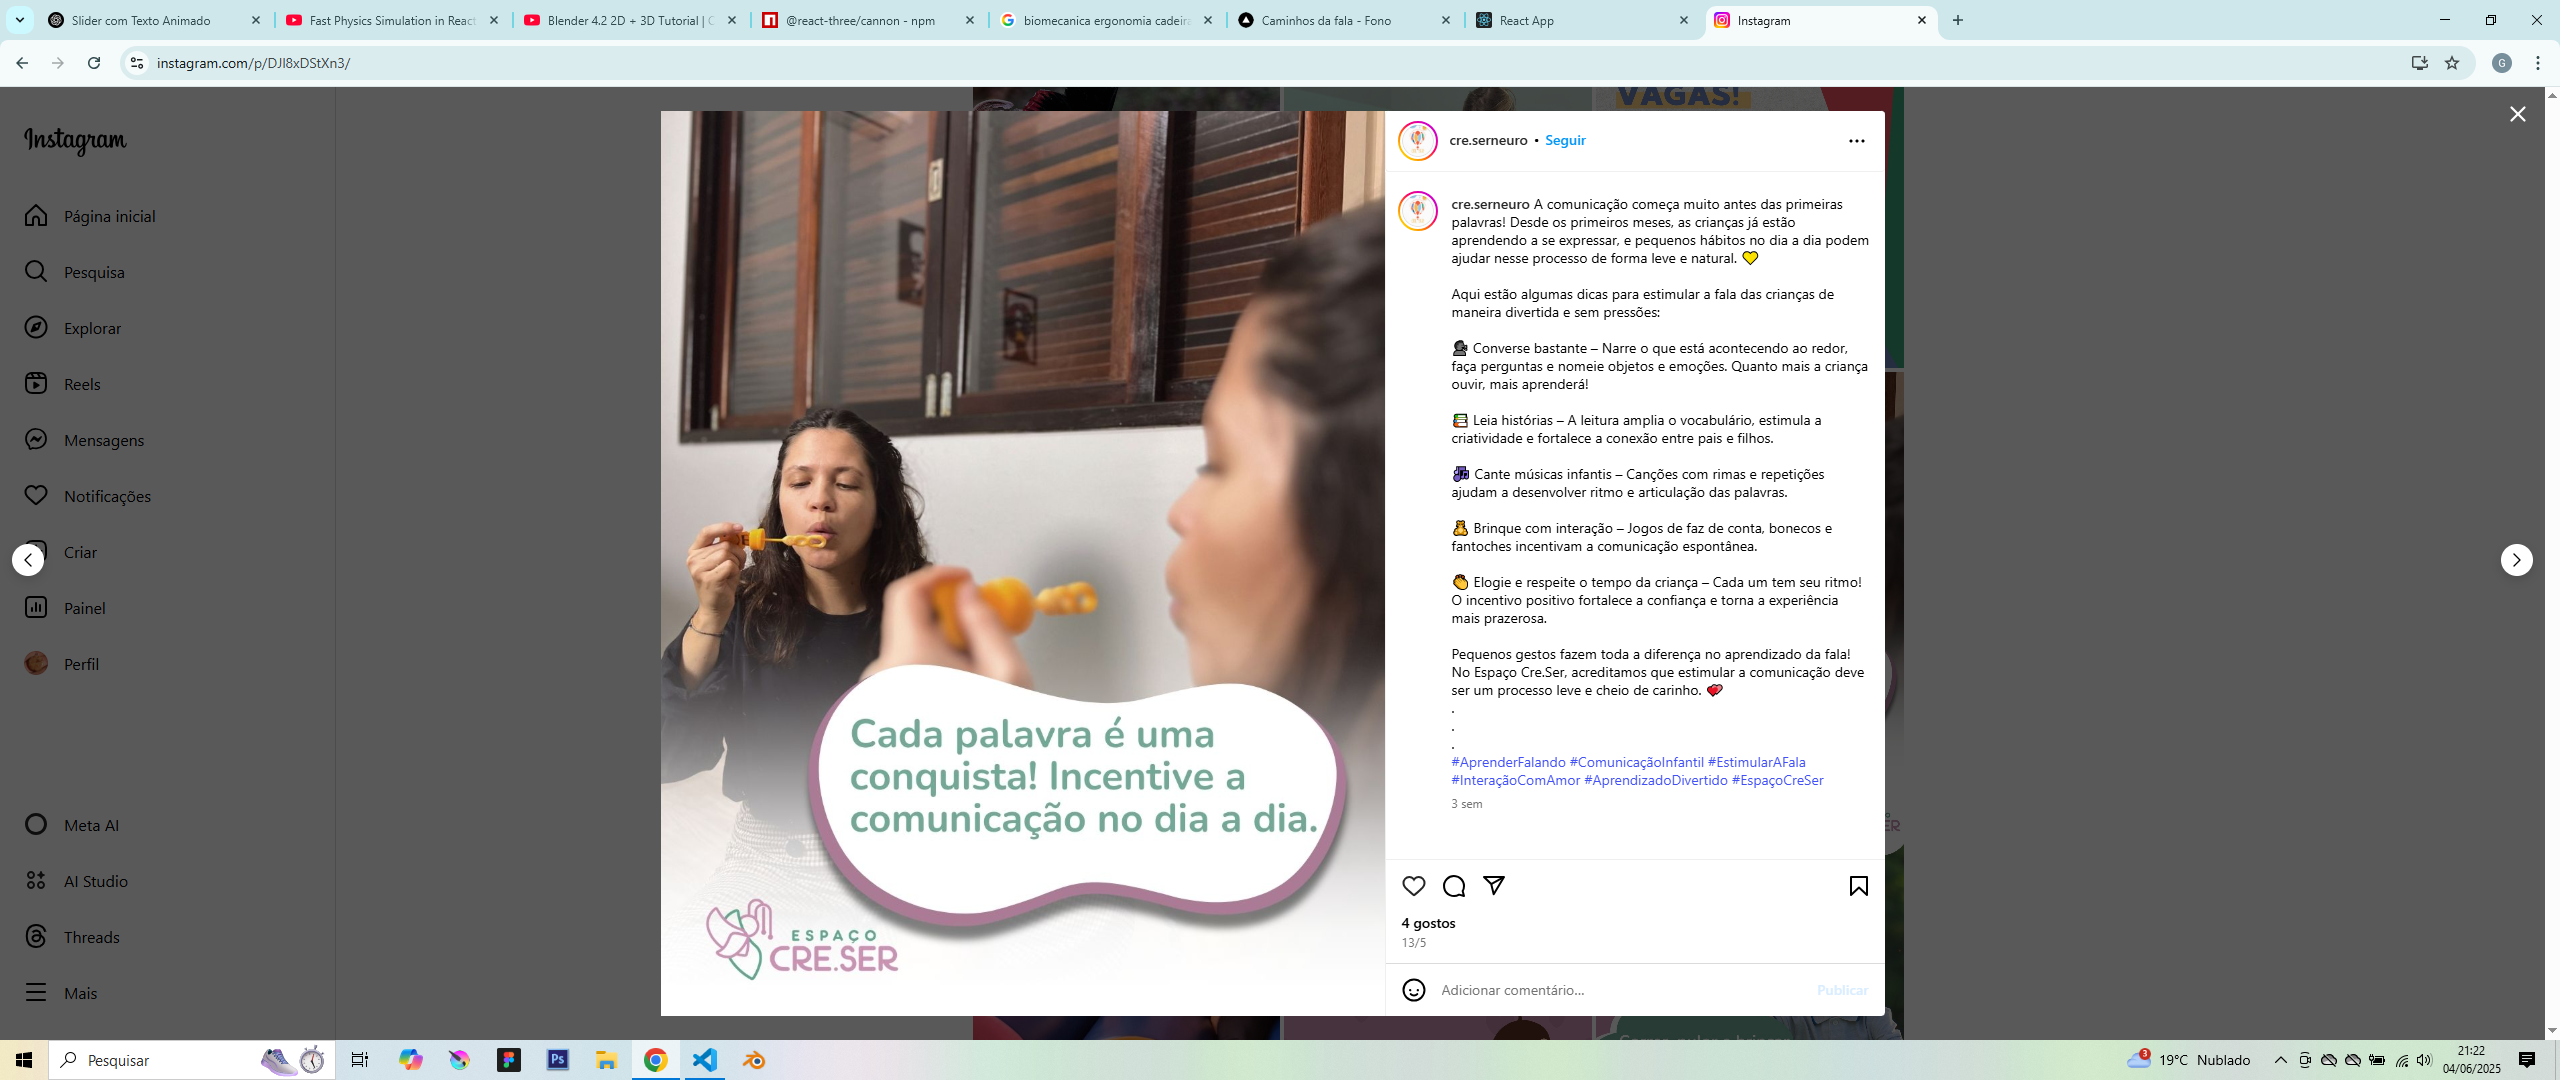 Slider com Texto Animado
Fast Physics Simulation in React
Blender 4.2 2D + 3D Tutorial | C
@react-three/cannon - npm
biomecanica ergonomia cadeira
Caminhos da fala - Fono
React App
Instagram
instagram.com/p/DJl8xDStXn3/
G
Instagram
Página inicial
Pesquisa
Explorar
Reels
Mensagens
Notificações
Criar
Painel
Perfil
Meta AI
AI Studio
Threads
Mais
VAGAS!
Cada palavra é uma
conquista! Incentive a
comunicação no dia a dia.
ESPAÇO
CRE.SER
cre.serneuro • Seguir
cre.serneuro A comunicação começa muito antes das primeiras
palavras! Desde os primeiros meses, as crianças já estão
aprendendo a se expressar, e pequenos hábitos no dia a dia podem
ajudar nesse processo de forma leve e natural. 💛
Aqui estão algumas dicas para estimular a fala das crianças de
maneira divertida e sem pressões:
🗣 Converse bastante – Narre o que está acontecendo ao redor,
faça perguntas e nomeie objetos e emoções. Quanto mais a criança
ouvir, mais aprenderá!
📚 Leia histórias – A leitura amplia o vocabulário, estimula a
criatividade e fortalece a conexão entre pais e filhos.
🎶 Cante músicas infantis – Canções com rimas e repetições
ajudam a desenvolver ritmo e articulação das palavras.
🧸 Brinque com interação – Jogos de faz de conta, bonecos e
fantoches incentivam a comunicação espontânea.
👏 Elogie e respeite o tempo da criança – Cada um tem seu ritmo!
O incentivo positivo fortalece a confiança e torna a experiência
mais prazerosa.
Pequenos gestos fazem toda a diferença no aprendizado da fala!
No Espaço Cre.Ser, acreditamos que estimular a comunicação deve
ser um processo leve e cheio de carinho. 💕
.
.
.
#AprenderFalando #ComunicaçãoInfantil #EstimularAFala
#InteraçãoComAmor #AprendizadoDivertido #EspaçoCreSer
3 sem
4 gostos
13/5
Adicionar comentário...
Publicar
Pesquisar
Ps
3
19°C Nublado
21:22
04/06/2025